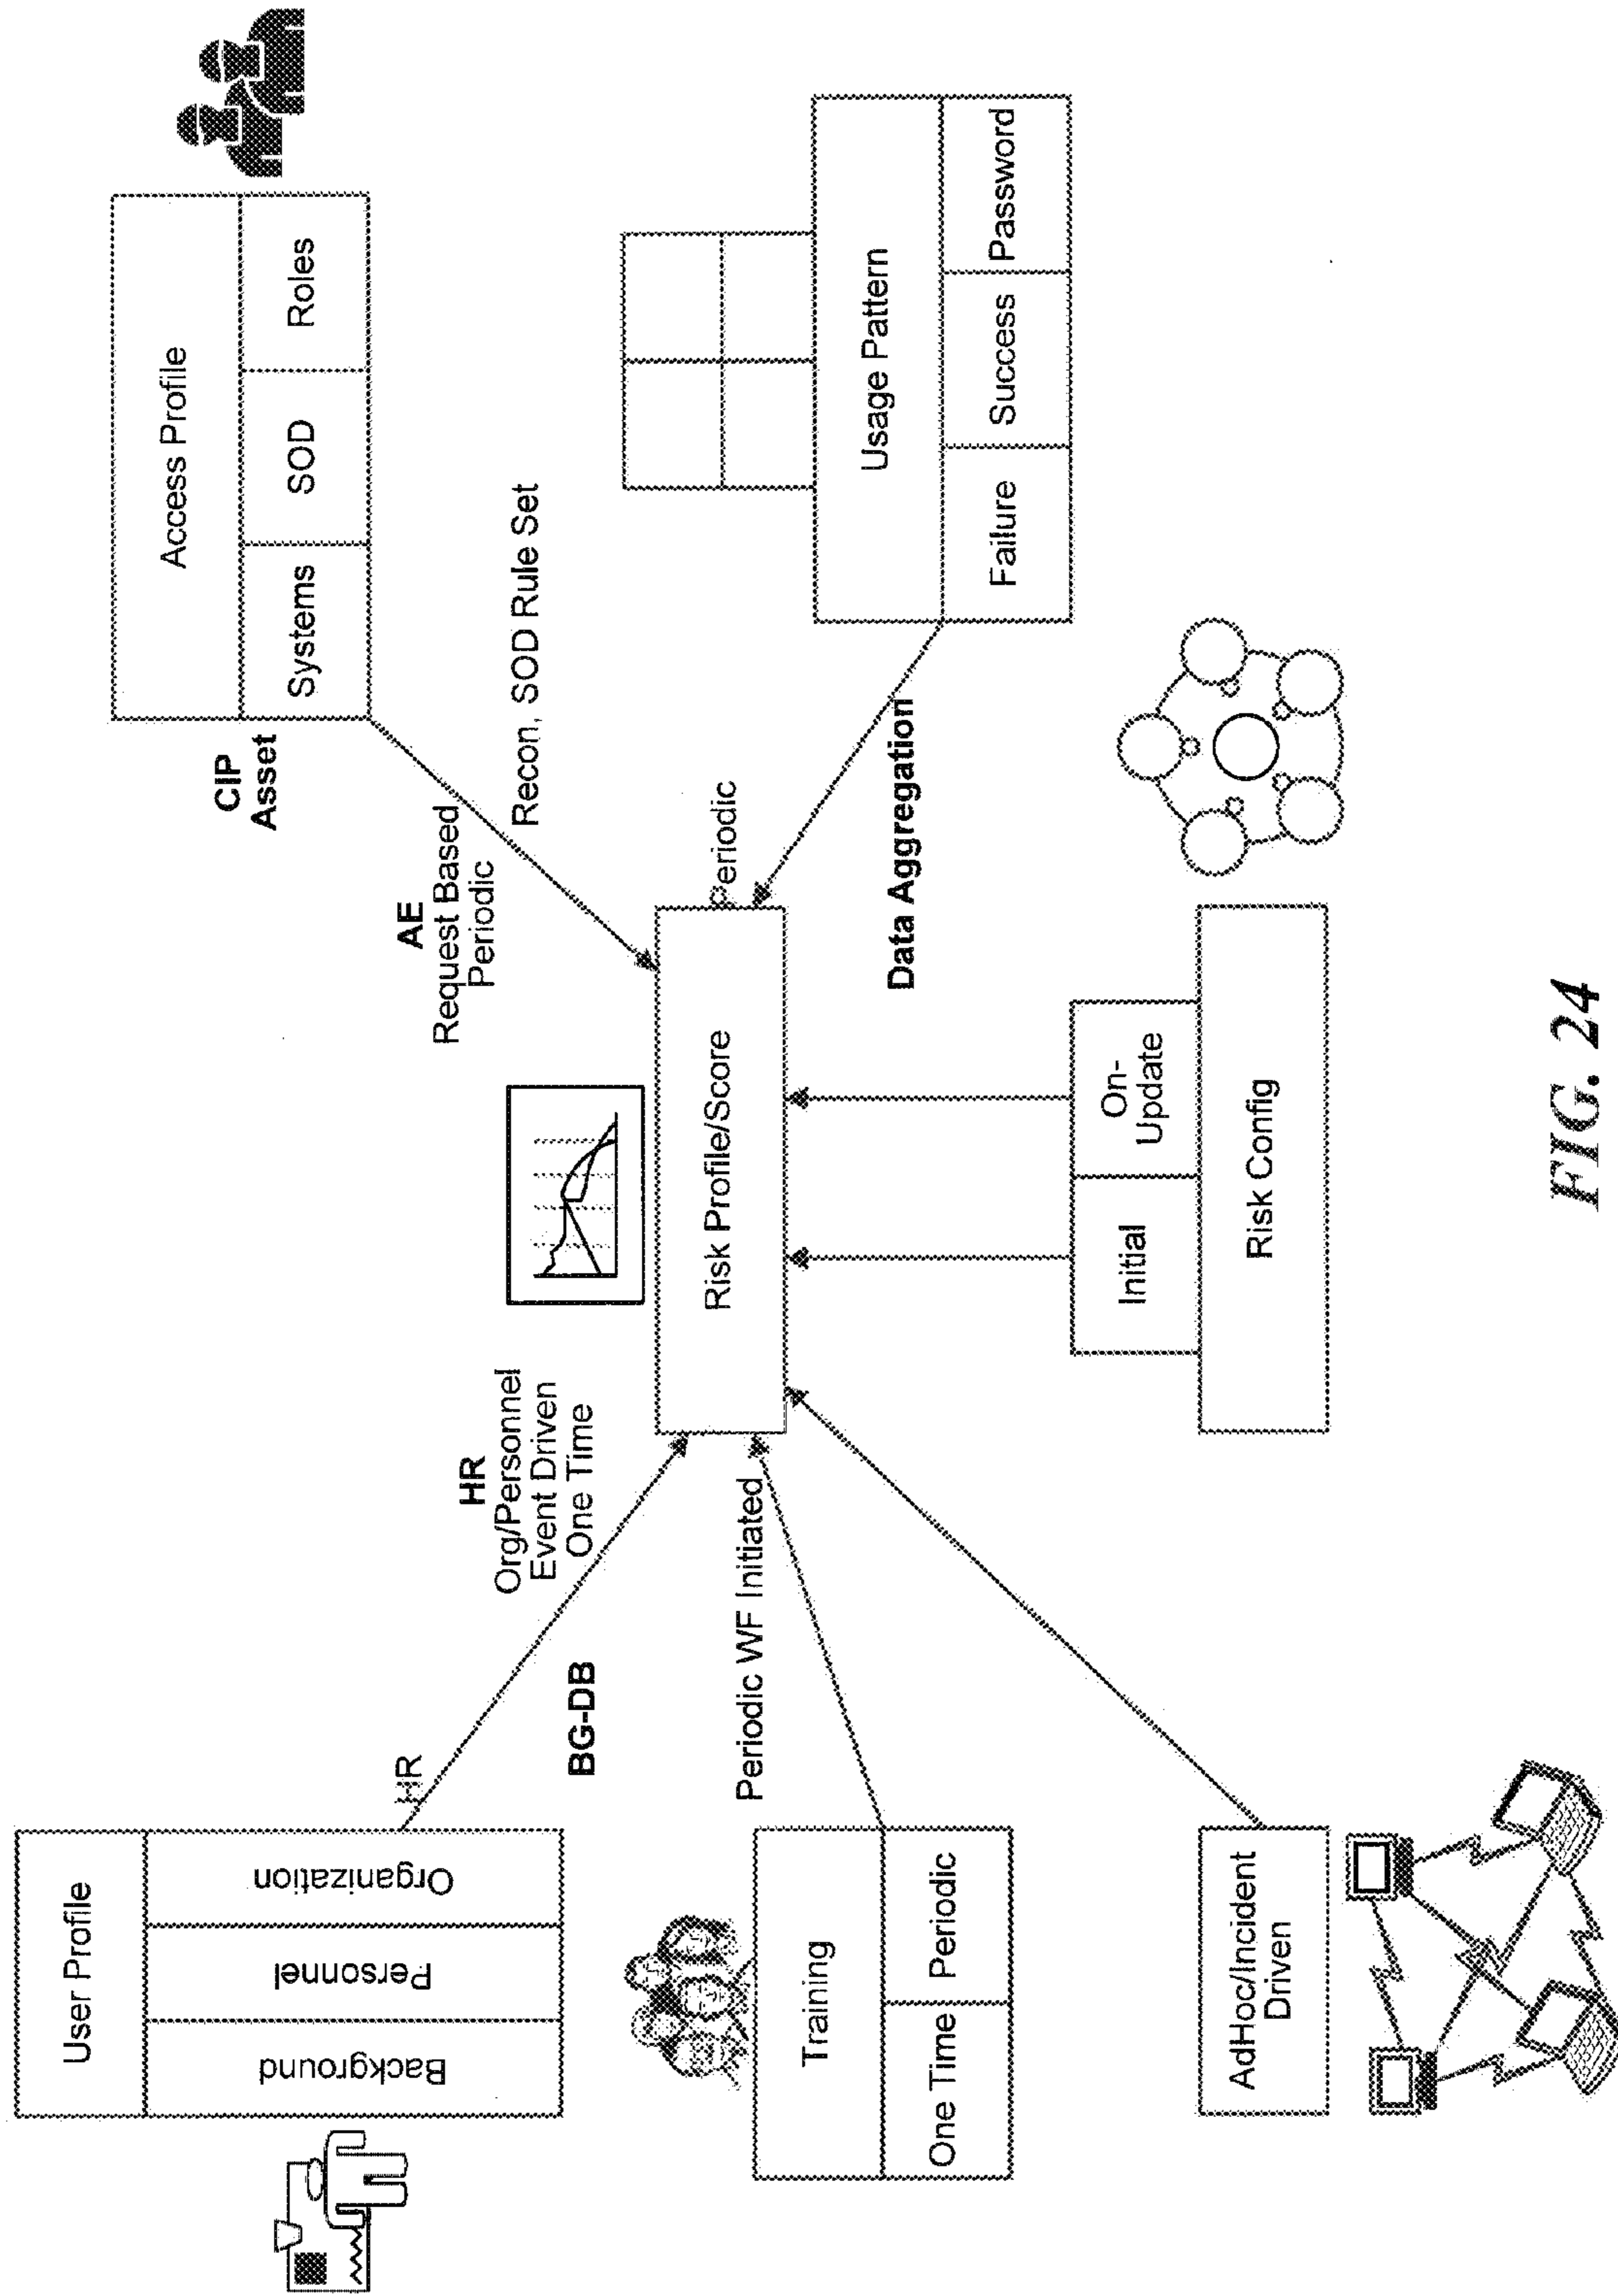 User Profile
Background
Personnel
Organization
HR
HR
Org/Personnel
Event Driven
One Time
BG-DB
Training
One Time
Periodic
Periodic WF Initiated
AdHoc/Incident
Driven
Risk Profile/Score
Initial
On-
Update
Risk Config
AE
Request Based
Periodic
CIP
Asset
Access Profile
Systems
SOD
Roles
Recon, SOD Rule Set
Periodic
Data Aggregation
Usage Pattern
Failure
Success
Password
FIG. 24